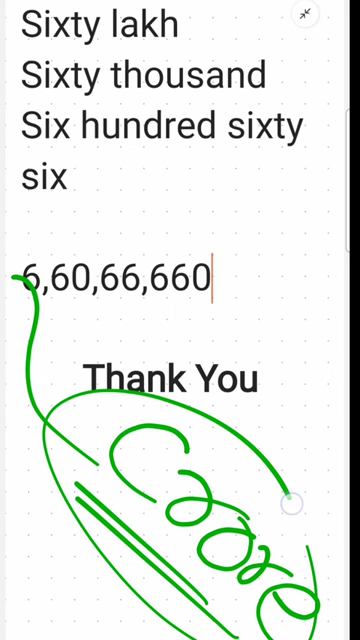 Sixty lakh
Sixty thousand
Six hundred sixty
six
6,60,66,660
Thank You